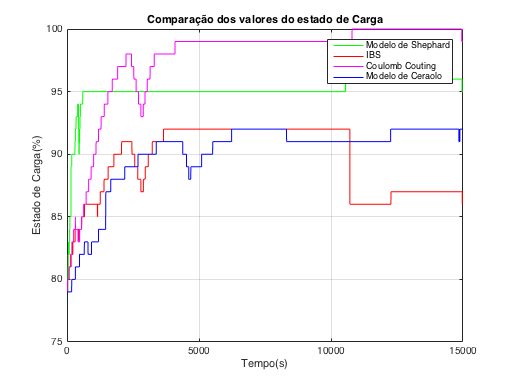 Comparação dos valores do estado de Carga
100
95
90
85
80
75
Estado de Carga(%)
Modelo de Shephard
IBS
Coulomb Couting
Modelo de Ceraolo
0
5000
10000
15000
Tempo(s)